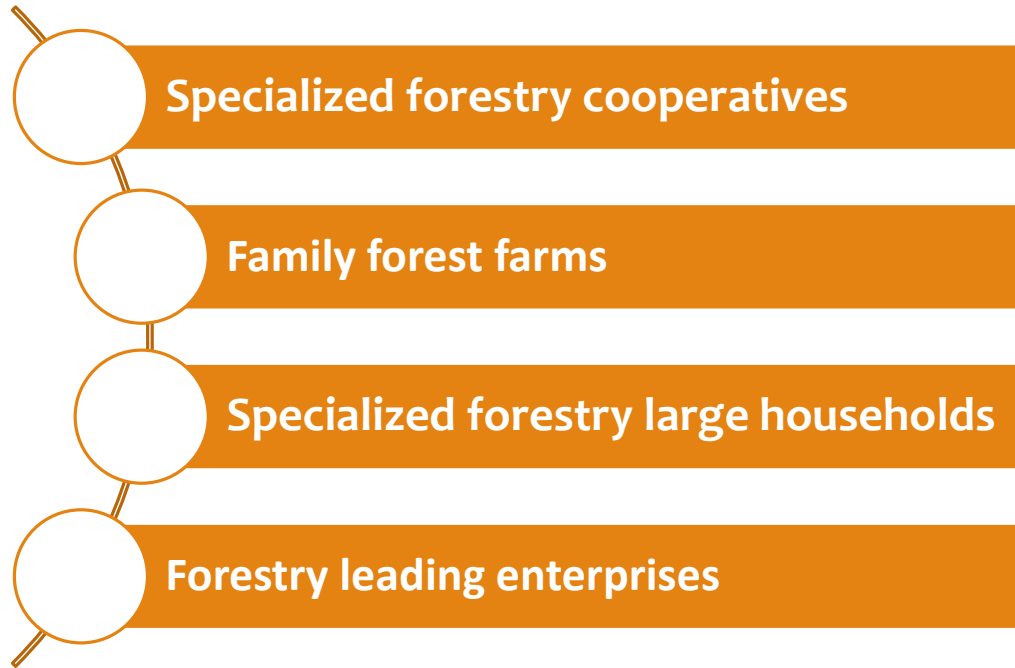 Specialized forestry cooperatives
Family forest farms
Specialized forestry large households
Forestry leading enterprises